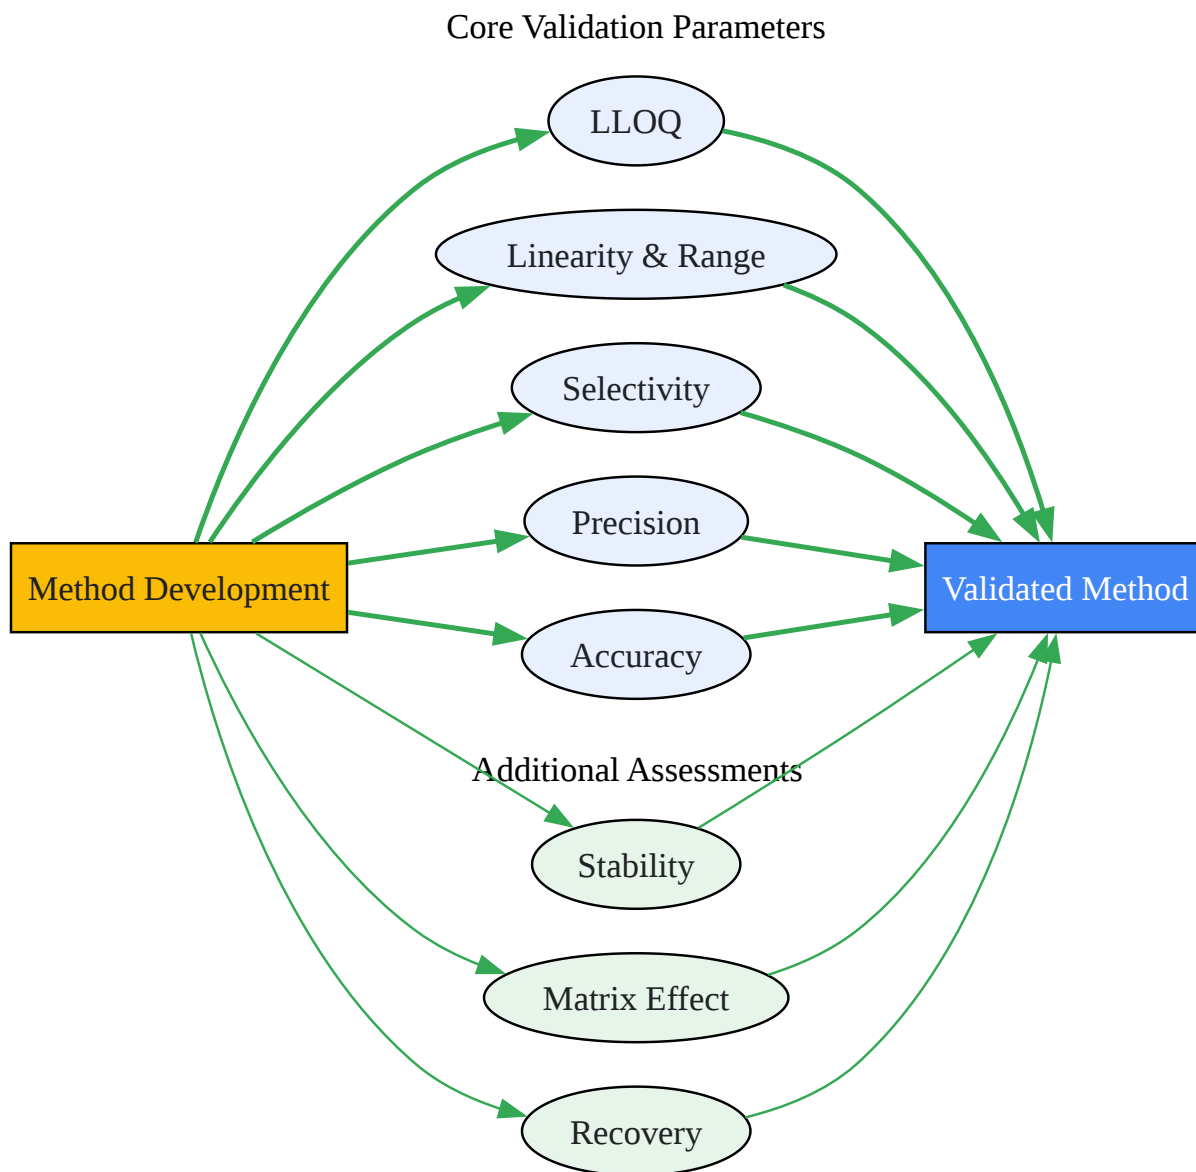 Core Validation Parameters
LLOQ
Linearity & Range
Selectivity
Precision
Method Development
Validated Method
Accuracy
Additional Assessments
Stability
Matrix Effect
Recovery